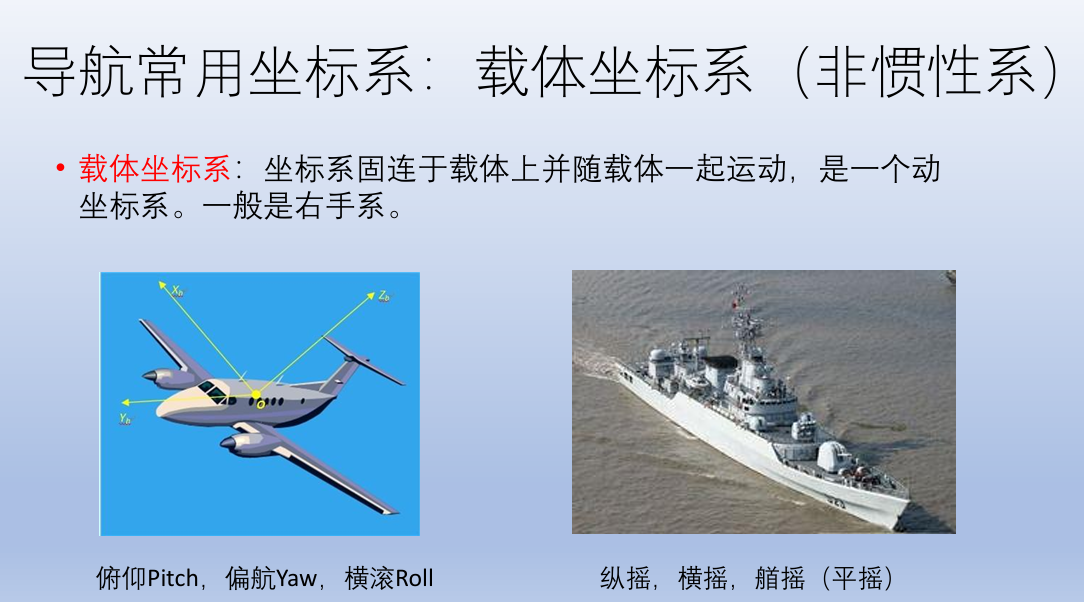 导航常用坐标系：载体坐标系（非惯性系）
• 载体坐标系：坐标系固连于载体上并随载体一起运动，是一个动
坐标系。一般是右手系。
Xb
Zb
Yb
O
俯仰Pitch，偏航Yaw，横滚Roll
纵摇，横摇，艏摇（平摇）